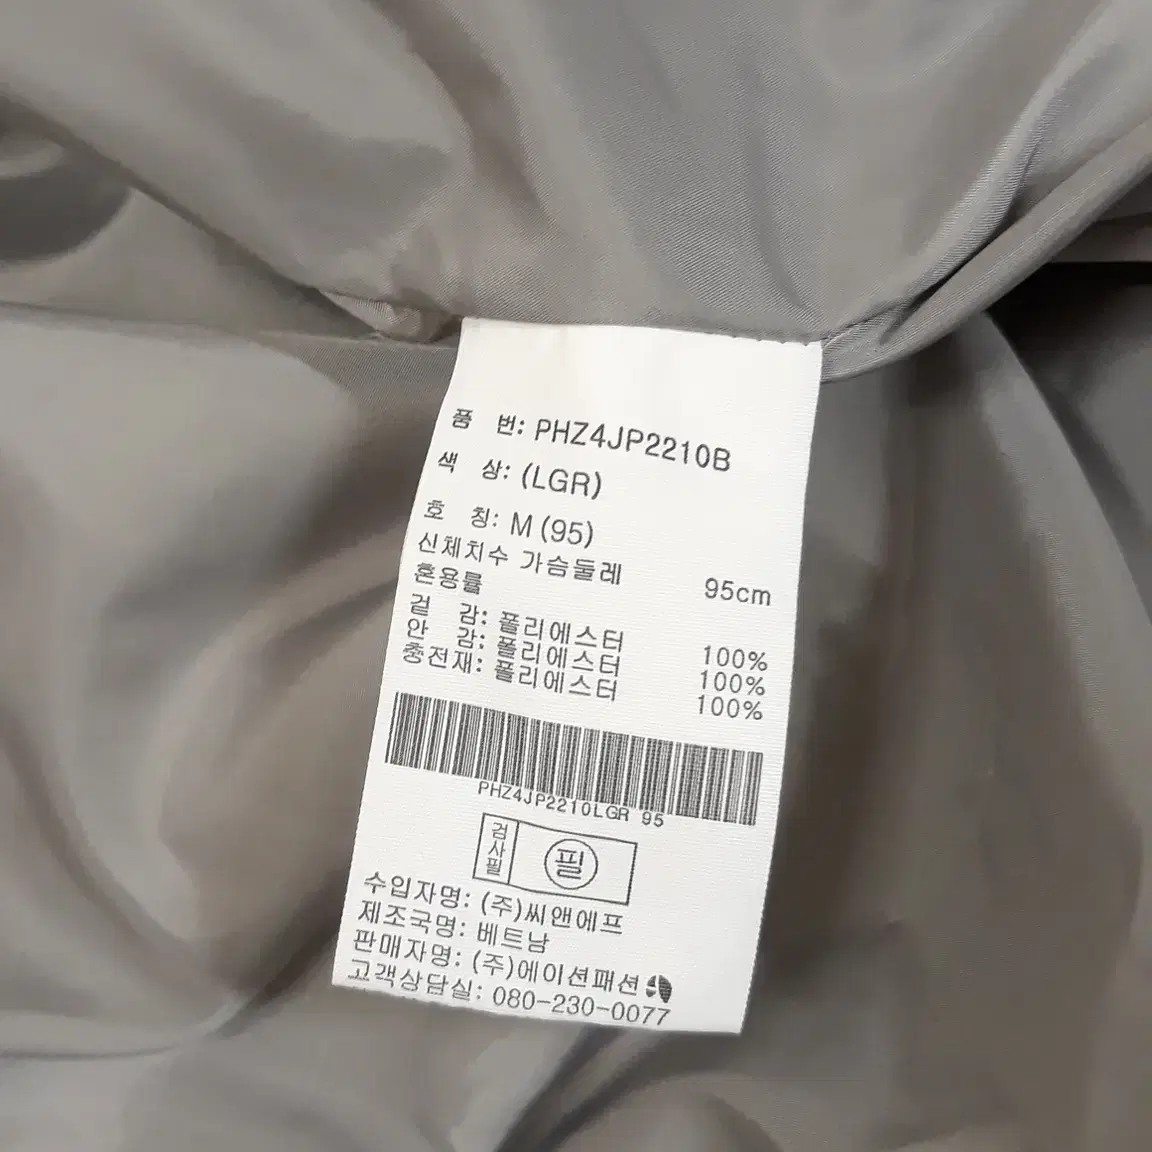 품 번: PHZ4JP2210B
색 상: (LGR)
호 칭: M (95)
신체치수 가슴둘레 95cm
혼용률
겉 감: 폴리에스터 100%
안 감: 폴리에스터 100%
충전재: 폴리에스터 100%
PHZ4JP2210LGR 95
검사필 필
수입자명: (주)씨앤에프
제조국명: 베트남
판매자명: (주)에이션패션
고객상담실: 080-230-0077